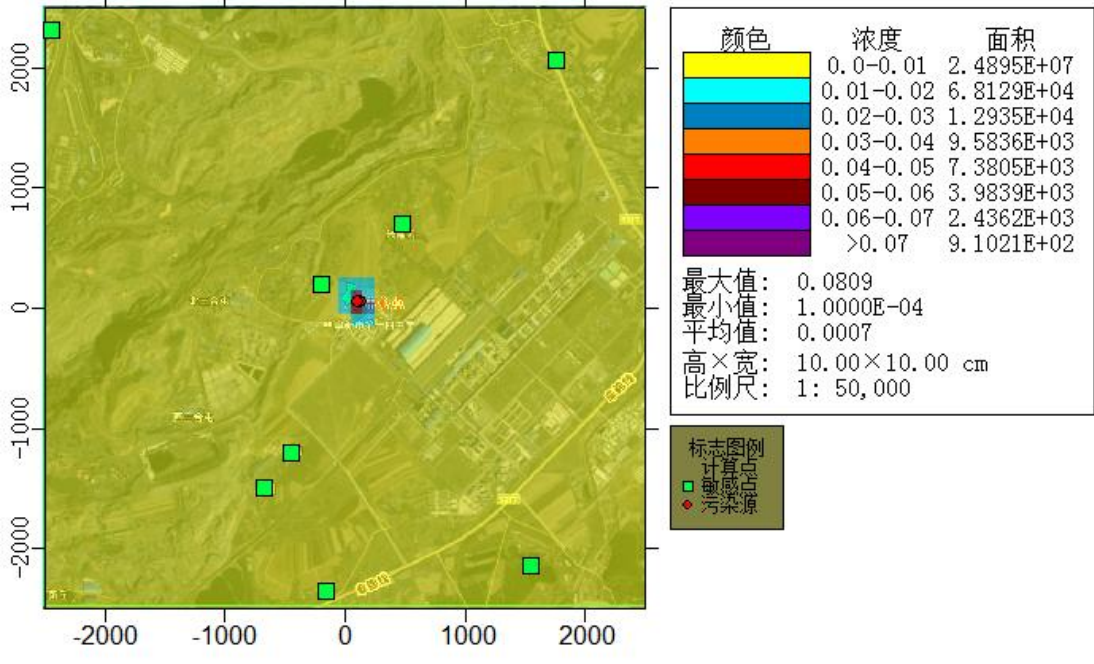 2000
1000
0
-1000
-2000
-2000
-1000
0
1000
2000
颜色 浓度 面积
0.0-0.01 2.4895E+07
0.01-0.02 6.8129E+04
0.02-0.03 1.2935E+04
0.03-0.04 9.5836E+03
0.04-0.05 7.3805E+03
0.05-0.06 3.9839E+03
0.06-0.07 2.4362E+03
>0.07 9.1021E+02
最大值: 0.0809
最小值: 1.0000E-04
平均值: 0.0007
高×宽: 10.00×10.00 cm
比例尺: 1: 50,000
标志图例
计算点
敏感点
污染源